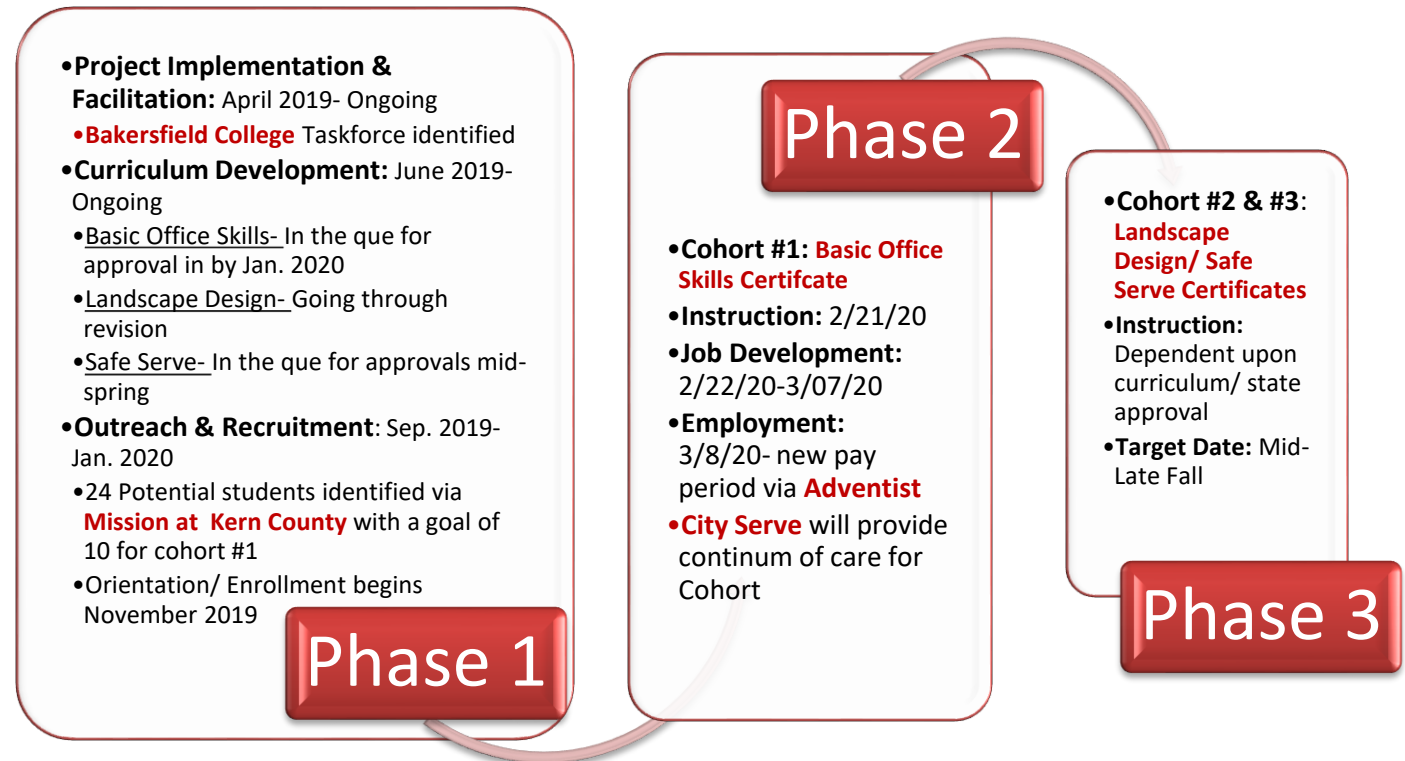 •Project Implementation &
Facilitation: April 2019- Ongoing
•Bakersfield College Taskforce identified
•Curriculum Development: June 2019-
Ongoing
•Basic Office Skills- In the que for
approval in by Jan. 2020
•Landscape Design- Going through
revision
•Safe Serve- In the que for approvals mid-
spring
•Outreach & Recruitment: Sep. 2019-
Jan. 2020
•24 Potential students identified via
Mission at Kern County with a goal of
10 for cohort #1
•Orientation/ Enrollment begins
November 2019
Phase 1
Phase 2
•Cohort #1: Basic Office
Skills Certifcate
•Instruction: 2/21/20
•Job Development:
2/22/20-3/07/20
•Employment:
3/8/20- new pay
period via Adventist
•City Serve will provide
continum of care for
Cohort
•Cohort #2 & #3:
Landscape
Design/ Safe
Serve Certificates
•Instruction:
Dependent upon
curriculum/ state
approval
•Target Date: Mid-
Late Fall
Phase 3